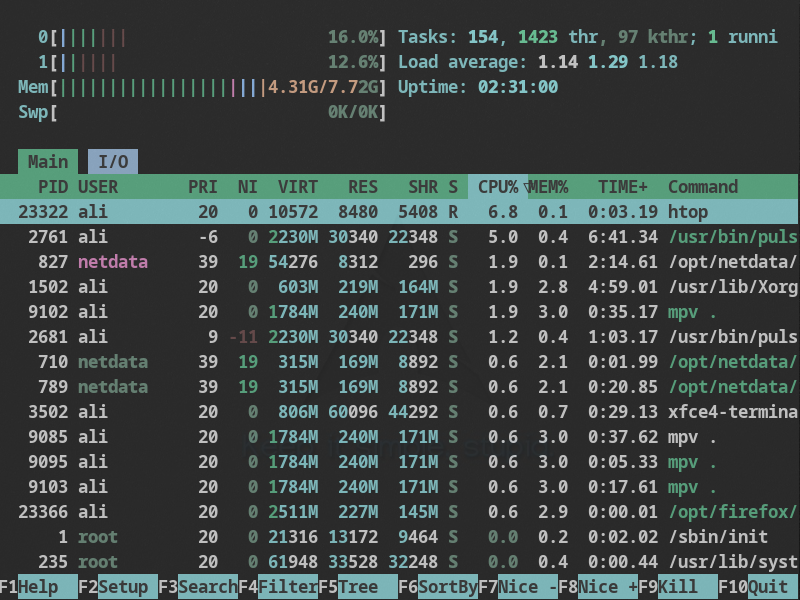 0[||||||| 16.0%] Tasks: 154, 1423 thr, 97 kthr; 1 runni
1[|||||| 12.6%] Load average: 1.14 1.29 1.18
Mem[|||||||||||||||||||||4.31G/7.72G] Uptime: 02:31:00
Swp[ 0K/0K]
Main I/O
PID USER PRI NI VIRT RES SHR S CPU%▽MEM% TIME+ Command
23322 ali 20 0 10572 8480 5408 R 6.8 0.1 0:03.19 htop
2761 ali -6 0 2230M 30340 22348 S 5.0 0.4 6:41.34 /usr/bin/puls
827 netdata 39 19 54276 8312 296 S 1.9 0.1 2:14.61 /opt/netdata/
1502 ali 20 0 603M 219M 164M S 1.9 2.8 4:59.01 /usr/lib/Xorg
9102 ali 20 0 1784M 240M 171M S 1.9 3.0 0:35.17 mpv .
2681 ali 9 -11 2230M 30340 22348 S 1.2 0.4 1:03.17 /usr/bin/puls
710 netdata 39 19 315M 169M 8892 S 0.6 2.1 0:01.99 /opt/netdata/
789 netdata 39 19 315M 169M 8892 S 0.6 2.1 0:20.85 /opt/netdata/
3502 ali 20 0 806M 60096 44292 S 0.6 0.7 0:29.13 xfce4-termina
9085 ali 20 0 1784M 240M 171M S 0.6 3.0 0:37.62 mpv .
9095 ali 20 0 1784M 240M 171M S 0.6 3.0 0:05.33 mpv .
9103 ali 20 0 1784M 240M 171M S 0.6 3.0 0:17.61 mpv .
23366 ali 20 0 2511M 227M 145M S 0.6 2.9 0:00.01 /opt/firefox/
1 root 20 0 21316 13172 9464 S 0.0 0.2 0:02.02 /sbin/init
235 root 20 0 61948 33528 32248 S 0.0 0.4 0:00.44 /usr/lib/syst
F1Help F2Setup F3SearchF4FilterF5Tree F6SortByF7Nice -F8Nice +F9Kill F10Quit